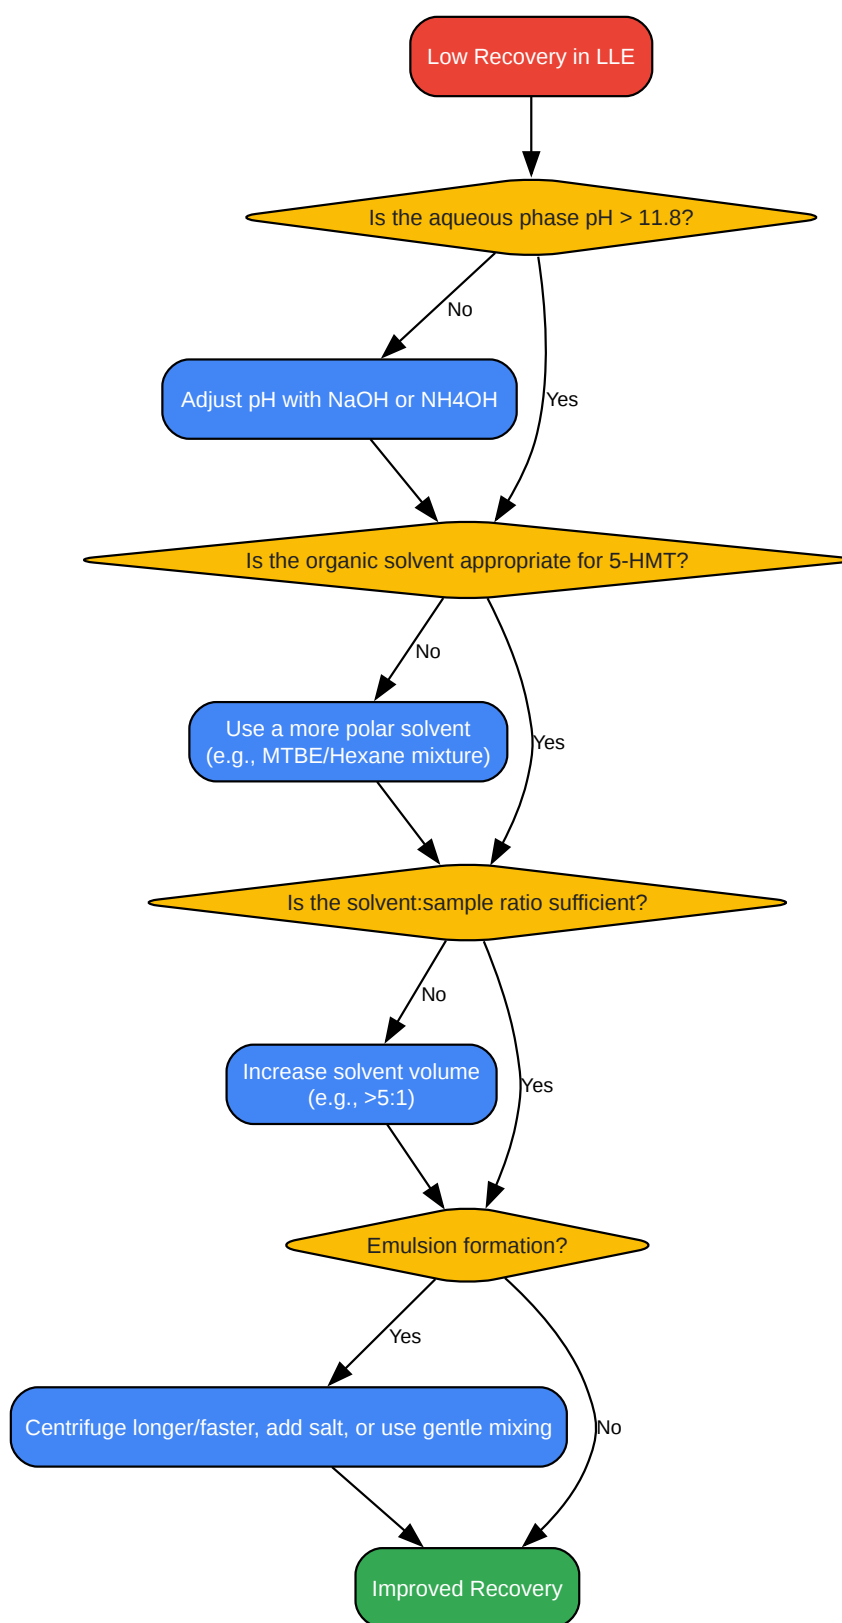 Low Recovery in LLE
Is the aqueous phase pH > 11.8?
No
Adjust pH with NaOH or NH4OH
Yes
Is the organic solvent appropriate for 5-HMT?
No
Use a more polar solvent
(e.g., MTBE/Hexane mixture)
Yes
Is the solvent:sample ratio sufficient?
No
Increase solvent volume
(e.g., >5:1)
Yes
Emulsion formation?
Yes
Centrifuge longer/faster, add salt, or use gentle mixing
No
Improved Recovery